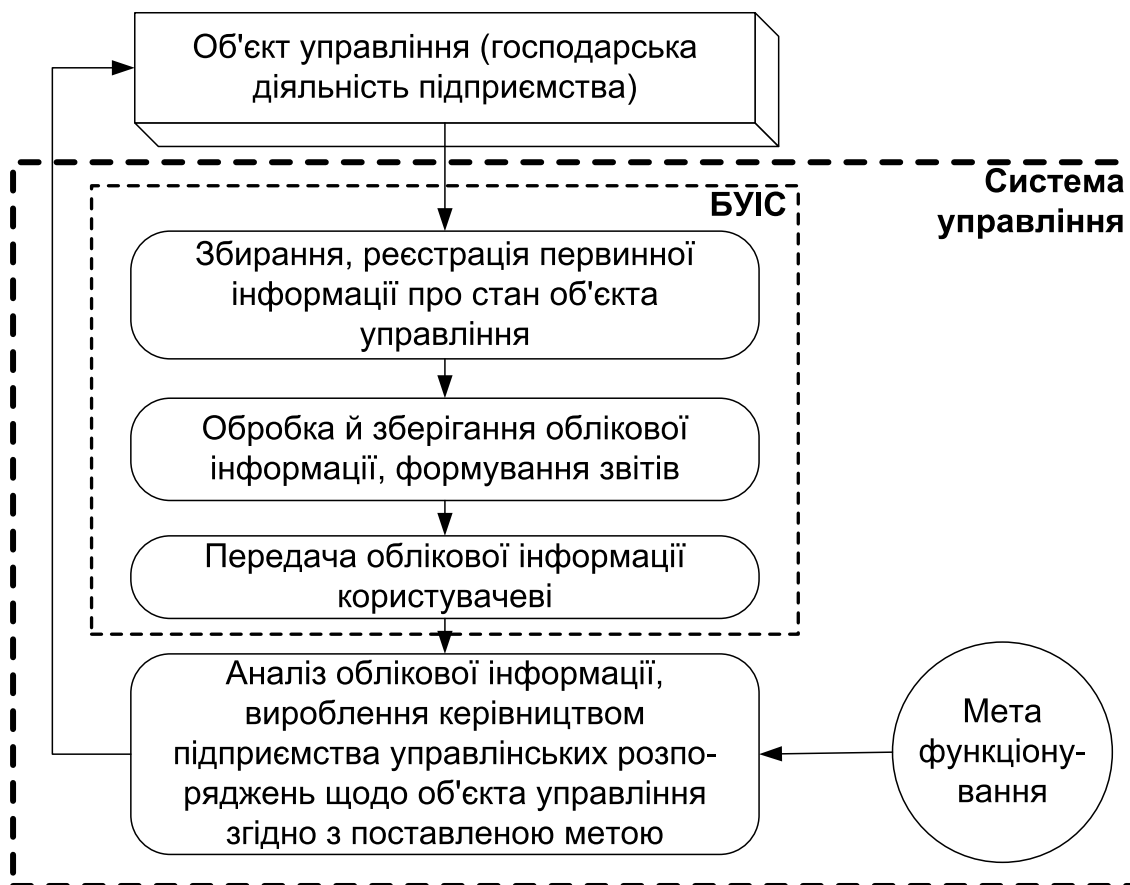 Об'єкт управління (господарська
діяльність підприємства)
Система
управління
БУІС
Збирання, реєстрація первинної
інформації про стан об'єкта
управління
Обробка й зберігання облікової
інформації, формування звітів
Передача облікової інформації
користувачеві
Аналіз облікової інформації,
вироблення керівництвом
підприємства управлінських розпо-
ряджень щодо об'єкта управління
згідно з поставленою метою
Мета
функціону-
вання